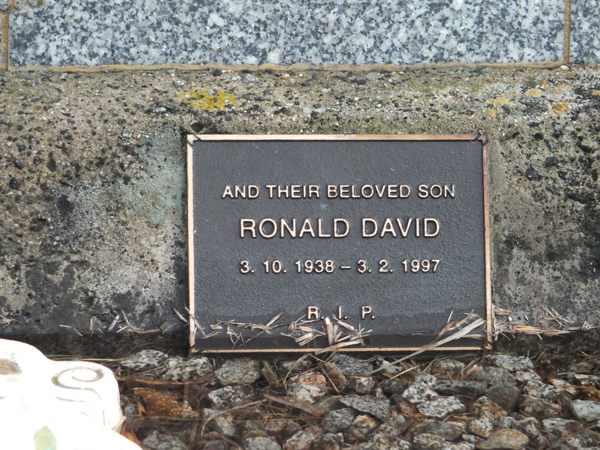 AND THEIR BELOVED SON
RONALD DAVID
3. 10. 1938 – 3. 2. 1997
R. I. P.